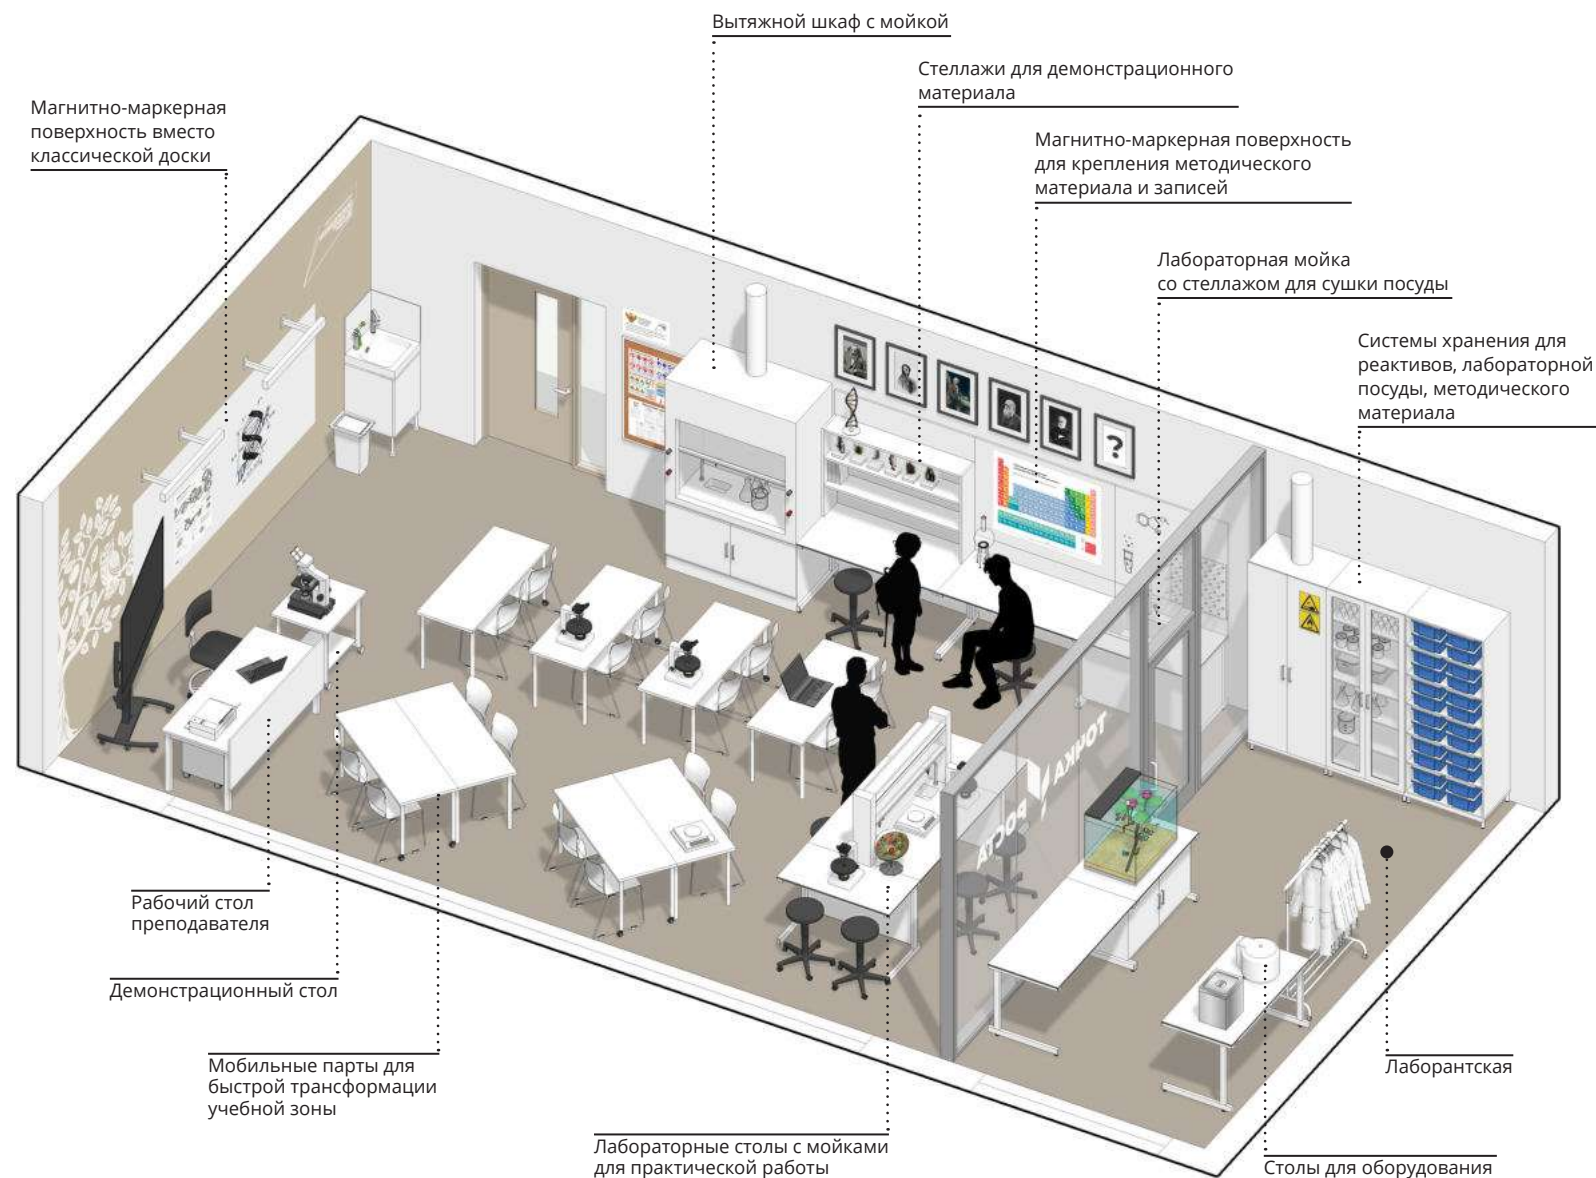 Вытяжной шкаф с мойкой
Стеллажи для демонстрационного
материала
Магнитно-маркерная
поверхность вместо
классической доски
Магнитно-маркерная поверхность
для крепления методического
материала и записей
Лабораторная мойка
со стеллажом для сушки посуды
Системы хранения для
реактивов, лабораторной
посуды, методического
материала
?
ТОЧКА
РОСТА
Рабочий стол
преподавателя
Демонстрационный стол
Мобильные парты для
быстрой трансформации
учебной зоны
Лабораторные столы с мойками
для практической работы
Лаборантская
Столы для оборудования